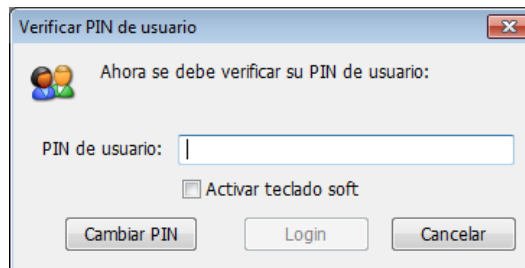 Verificar PIN de usuario
Ahora se debe verificar su PIN de usuario:
PIN de usuario:
Activar teclado soft
Cambiar PIN Login Cancelar